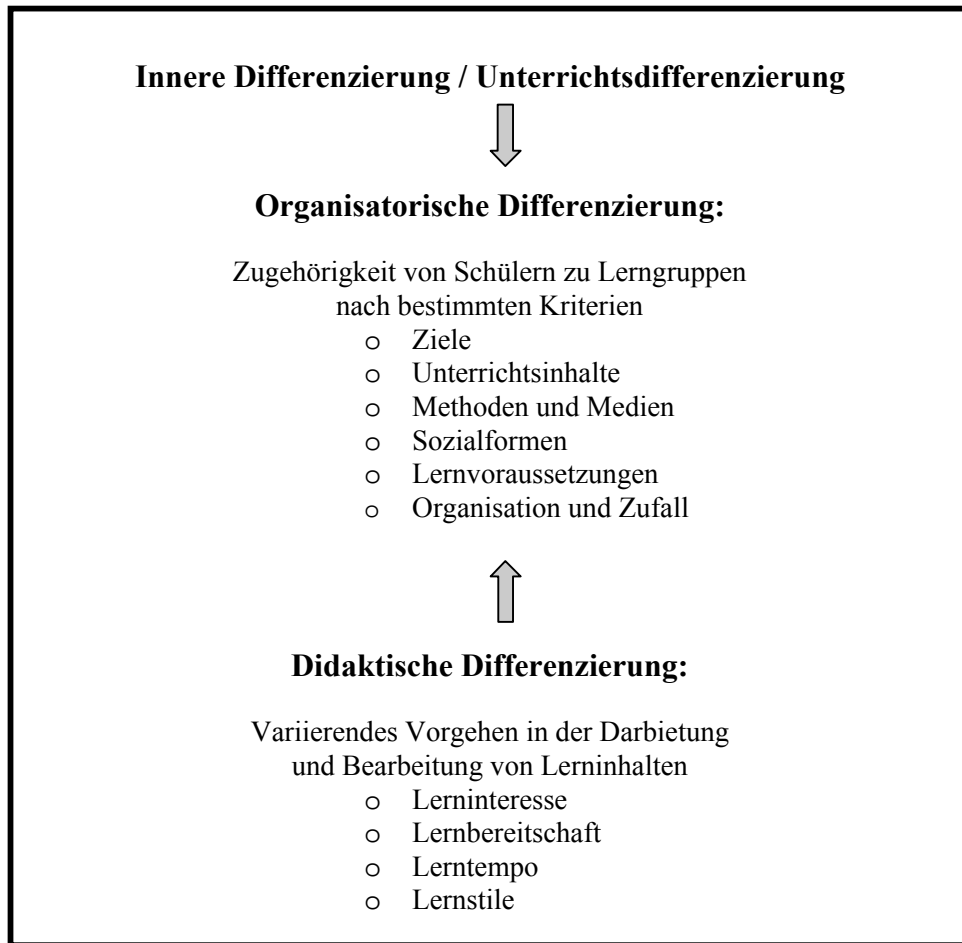 Innere Differenzierung / Unterrichtsdifferenzierung
Organisatorische Differenzierung:
Zugehörigkeit von Schülern zu Lerngruppen
nach bestimmten Kriterien
o Ziele
o Unterrichtsinhalte
o Methoden und Medien
o Sozialformen
o Lernvoraussetzungen
o Organisation und Zufall
Didaktische Differenzierung:
Variierendes Vorgehen in der Darbietung
und Bearbeitung von Lerninhalten
o Lerninteresse
o Lernbereitschaft
o Lerntempo
o Lernstile